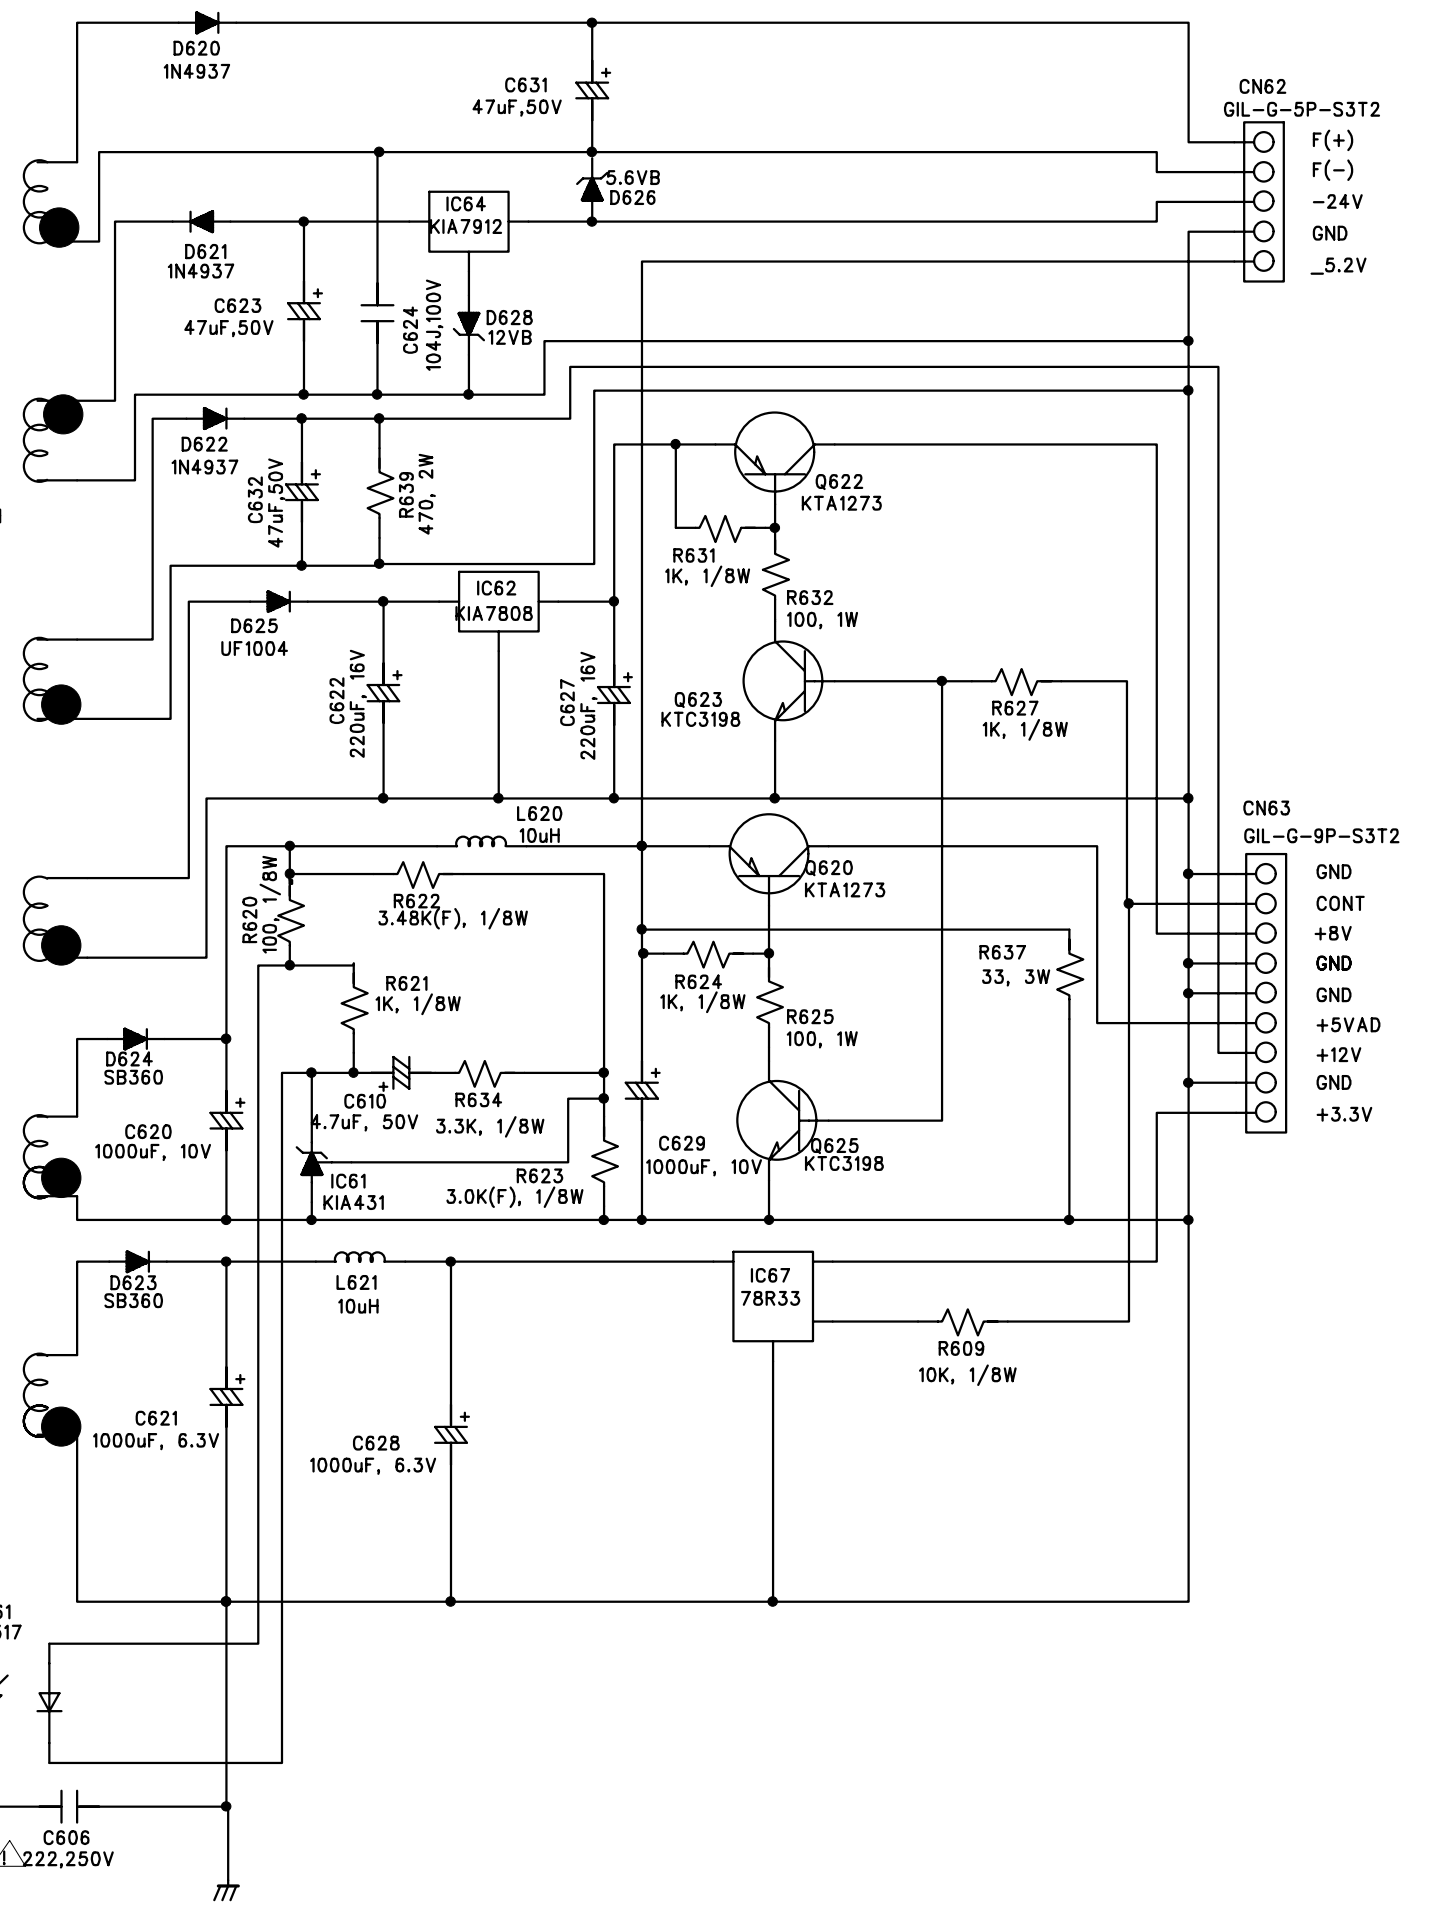 D620
1N4937
C631
47uF,50V
CN62
GIL-G-5P-S3T2
F(+)
F(-)
-24V
GND
_5.2V
5.6VB
D626
IC64
KIA7912
D621
1N4937
C623
47uF,50V
C624
104J,100V
D628
12VB
D622
1N4937
C632
47uF,50V
R639
470, 2W
Q622
KTA1273
R631
1K, 1/8W
R632
100, 1W
IC62
KIA7808
D625
UF1004
C622
220uF, 16V
C627
220uF, 16V
Q623
KTC3198
R627
1K, 1/8W
L620
10uH
CN63
GIL-G-9P-S3T2
GND
CONT
+8V
GND
GND
+5VAD
+12V
GND
+3.3V
R620
100, 1/8W
R622
3.48K(F), 1/8W
Q620
KTA1273
R621
1K, 1/8W
R624
1K, 1/8W
R637
33, 3W
R625
100, 1W
D624
SB360
C610
4.7uF, 50V
R634
3.3K, 1/8W
C620
1000uF, 10V
IC61
KIA431
R623
3.0K(F), 1/8W
C629
1000uF, 10V
Q625
KTC3198
D623
SB360
L621
10uH
IC67
78R33
R609
10K, 1/8W
C621
1000uF, 6.3V
C628
1000uF, 6.3V
61
517
C606
! 222,250V